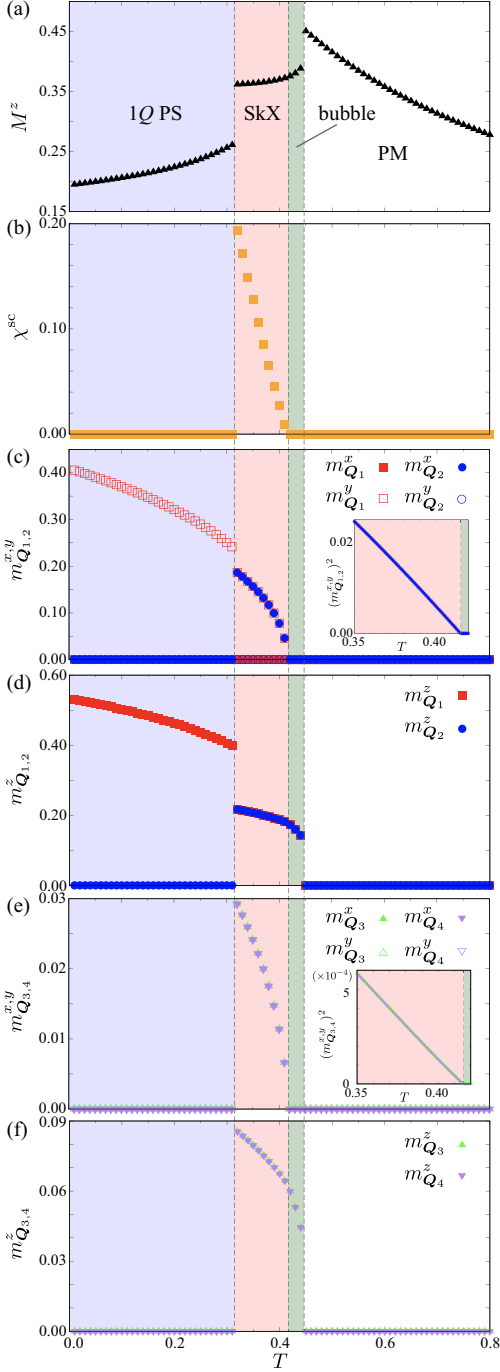 (a)
0.45
0.35
0.25
0.15
M^z
1Q PS
SkX
bubble
PM
(b)
0.20
0.10
0.00
χ^sc
(c)
0.40
0.30
0.20
0.10
0.00
m^{x,y}_{Q_{1,2}}
m^x_{Q_1}
m^x_{Q_2}
m^y_{Q_1}
m^y_{Q_2}
0.02
0.00
(m^{x,y}_{Q_{1,2}})^2
0.35
T
0.40
(d)
0.60
0.40
0.20
0.00
m^z_{Q_{1,2}}
m^z_{Q_1}
m^z_{Q_2}
(e)
0.03
0.02
0.01
0.00
m^{x,y}_{Q_{3,4}}
m^x_{Q_3}
m^x_{Q_4}
m^y_{Q_3}
m^y_{Q_4}
(×10^{-4})
5
0
(m^{x,y}_{Q_{3,4}})^2
0.35
T
0.40
(f)
0.09
0.06
0.03
0.00
m^z_{Q_{3,4}}
m^z_{Q_3}
m^z_{Q_4}
0.0
0.2
0.4
0.6
0.8
T